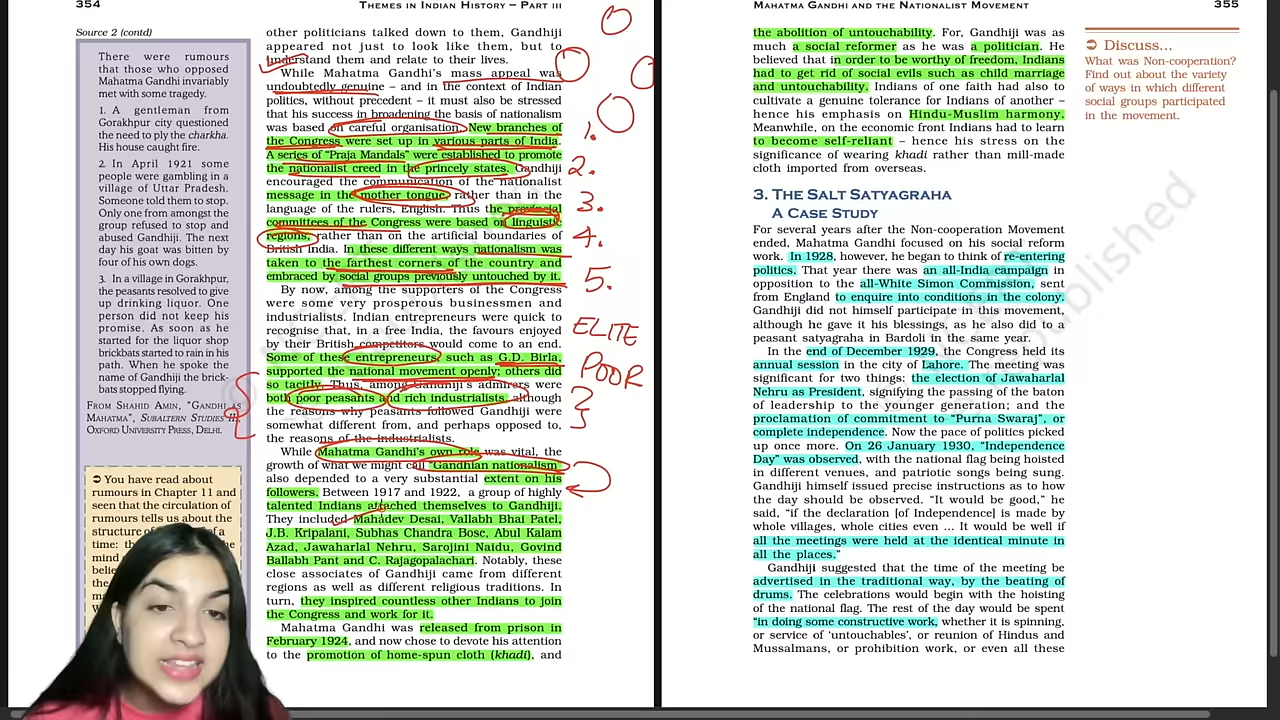 354
THEMES IN INDIAN HISTORY – PART III
Source 2 (contd)
There were rumours
that those who opposed
Mahatma Gandhi invariably
met with some tragedy.
1. A gentleman from
Gorakhpur city questioned
the need to ply the charkha.
His house caught fire.
2. In April 1921 some
people were gambling in a
village of Uttar Pradesh.
Someone told them to stop.
Only one from amongst the
group refused to stop and
abused Gandhiji. The next
day his goat was bitten by
four of his own dogs.
3. In a village in Gorakhpur,
the peasants resolved to give
up drinking liquor. One
person did not keep his
promise. As soon as he
started for the liquor shop
brickbats started to rain in his
path. When he spoke the
name of Gandhiji the brick-
bats stopped flying.
FROM SHAHID AMIN, "GANDHI AS
MAHATMA", SUBALTERN STUDIES III,
OXFORD UNIVERSITY PRESS, DELHI.
➲ You have read about
rumours in Chapter 11 and
seen that the circulation of
rumours tells us about the
structure of of a
time:
mind
other politicians talked down to them, Gandhiji
appeared not just to look like them, but to
understand them and relate to their lives.
While Mahatma Gandhi's mass appeal was
undoubtedly genuine – and in the context of Indian
politics, without precedent – it must also be stressed
that his success in broadening the basis of nationalism
was based on careful organisation. New branches of
the Congress were set up in various parts of India.
A series of "Praja Mandals" were established to promote
the nationalist creed in the princely states. Gandhiji
encouraged the communication of the nationalist
message in the mother tongue, rather than in the
language of the rulers, English. Thus the provincial
committees of the Congress were based on linguistic
regions, rather than on the artificial boundaries of
British India. In these different ways nationalism was
taken to the farthest corners of the country and
embraced by social groups previously untouched by it.
By now, among the supporters of the Congress
were some very prosperous businessmen and
industrialists. Indian entrepreneurs were quick to
recognise that, in a free India, the favours enjoyed
by their British competitors would come to an end.
Some of these entrepreneurs, such as G.D. Birla,
supported the national movement openly; others did
so tacitly. Thus, among Gandhiji's admirers were
both poor peasants and rich industrialists, although
the reasons why peasants followed Gandhiji were
somewhat different from, and perhaps opposed to,
the reasons of the industrialists.
While Mahatma Gandhi's own role was vital, the
growth of what we might call "Gandhian nationalism"
also depended to a very substantial extent on his
followers. Between 1917 and 1922, a group of highly
talented Indians attached themselves to Gandhiji.
They included Mahadev Desai, Vallabh Bhai Patel,
J.B. Kripalani, Subhas Chandra Bose, Abul Kalam
Azad, Jawaharlal Nehru, Sarojini Naidu, Govind
Ballabh Pant and C. Rajagopalachari. Notably, these
close associates of Gandhiji came from different
regions as well as different religious traditions. In
turn, they inspired countless other Indians to join
the Congress and work for it.
Mahatma Gandhi was released from prison in
February 1924, and now chose to devote his attention
to the promotion of home-spun cloth (khadi), and
1.
2.
3.
4.
5.
ELITE
POOR
MAHATMA GANDHI AND THE NATIONALIST MOVEMENT
355
the abolition of untouchability. For, Gandhiji was as
much a social reformer as he was a politician. He
believed that in order to be worthy of freedom, Indians
had to get rid of social evils such as child marriage
and untouchability. Indians of one faith had also to
cultivate a genuine tolerance for Indians of another –
hence his emphasis on Hindu-Muslim harmony.
Meanwhile, on the economic front Indians had to learn
to become self-reliant – hence his stress on the
significance of wearing khadi rather than mill-made
cloth imported from overseas.
3. THE SALT SATYAGRAHA
A CASE STUDY
For several years after the Non-cooperation Movement
ended, Mahatma Gandhi focused on his social reform
work. In 1928, however, he began to think of re-entering
politics. That year there was an all-India campaign in
opposition to the all-White Simon Commission, sent
from England to enquire into conditions in the colony.
Gandhiji did not himself participate in this movement,
although he gave it his blessings, as he also did to a
peasant satyagraha in Bardoli in the same year.
In the end of December 1929, the Congress held its
annual session in the city of Lahore. The meeting was
significant for two things: the election of Jawaharlal
Nehru as President, signifying the passing of the baton
of leadership to the younger generation; and the
proclamation of commitment to "Purna Swaraj", or
complete independence. Now the pace of politics picked
up once more. On 26 January 1930, "Independence
Day" was observed, with the national flag being hoisted
in different venues, and patriotic songs being sung.
Gandhiji himself issued precise instructions as to how
the day should be observed. "It would be good," he
said, "if the declaration [of Independence] is made by
whole villages, whole cities even ... It would be well if
all the meetings were held at the identical minute in
all the places."
Gandhiji suggested that the time of the meeting be
advertised in the traditional way, by the beating of
drums. The celebrations would begin with the hoisting
of the national flag. The rest of the day would be spent
"in doing some constructive work, whether it is spinning,
or service of 'untouchables', or reunion of Hindus and
Mussalmans, or prohibition work, or even all these
➲ Discuss...
What was Non-cooperation?
Find out about the variety
of ways in which different
social groups participated
in the movement.